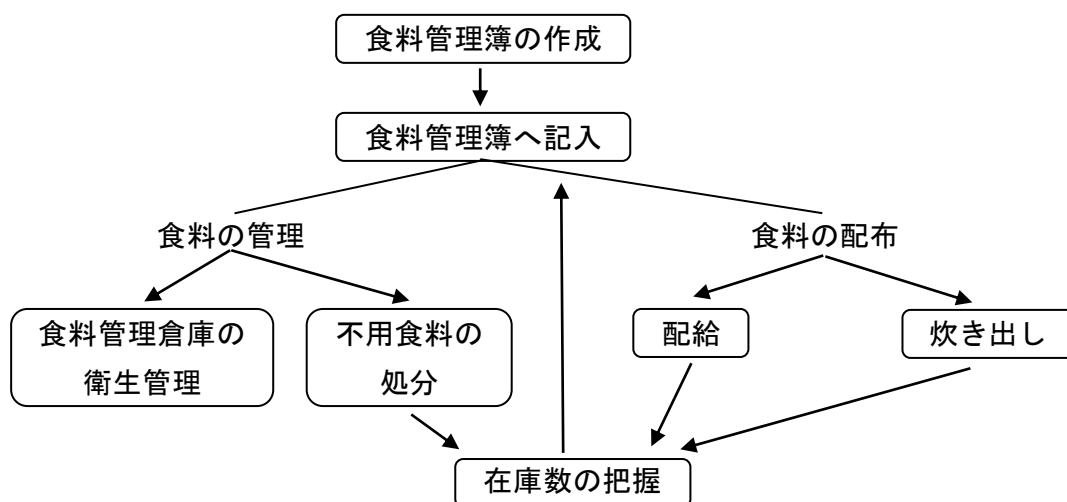 食料管理簿の作成
食料管理簿へ記入
食料の管理
食料の配布
食料管理倉庫の
衛生管理
不用食料の
処分
配給
炊き出し
在庫数の把握